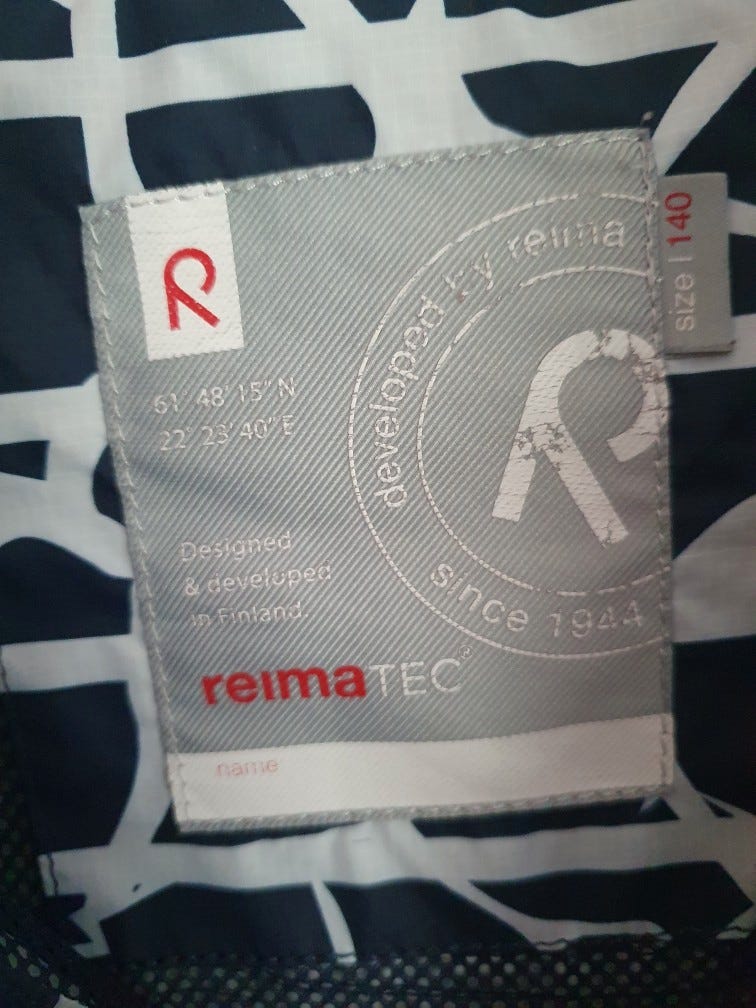 developed by reima
since 1944
size | 140
61° 48' 15" N
22° 23' 40" E
Designed
& developed
in Finland.
reimaTEC®
name